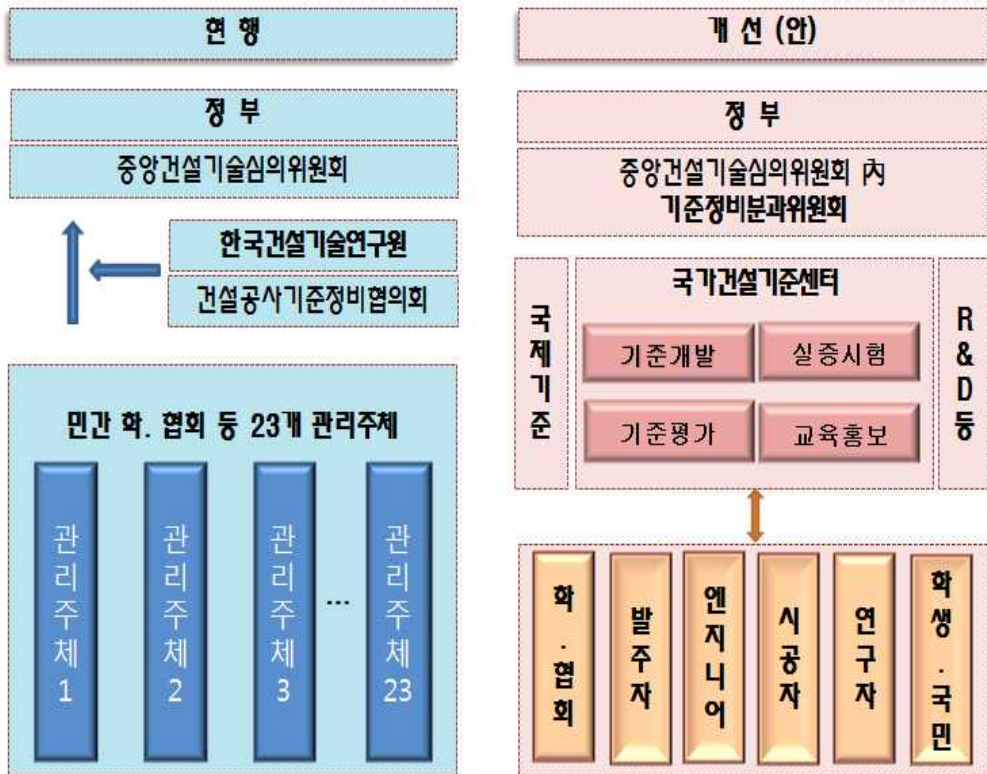 현 행
정 부
중앙건설기술심의위원회
한국건설기술연구원
건설공사기준정비협의회
민간 학. 협회 등 23개 관리주체
관리주체 1
관리주체 2
관리주체 3
...
관리주체 23
개 선 (안)
정 부
중앙건설기술심의위원회 內
기준정비분과위원회
국제기준
국가건설기준센터
기준개발
실증시험
기준평가
교육홍보
R&D등
학.협회
발주자
엔지니어
시공자
연구자
학생.국민